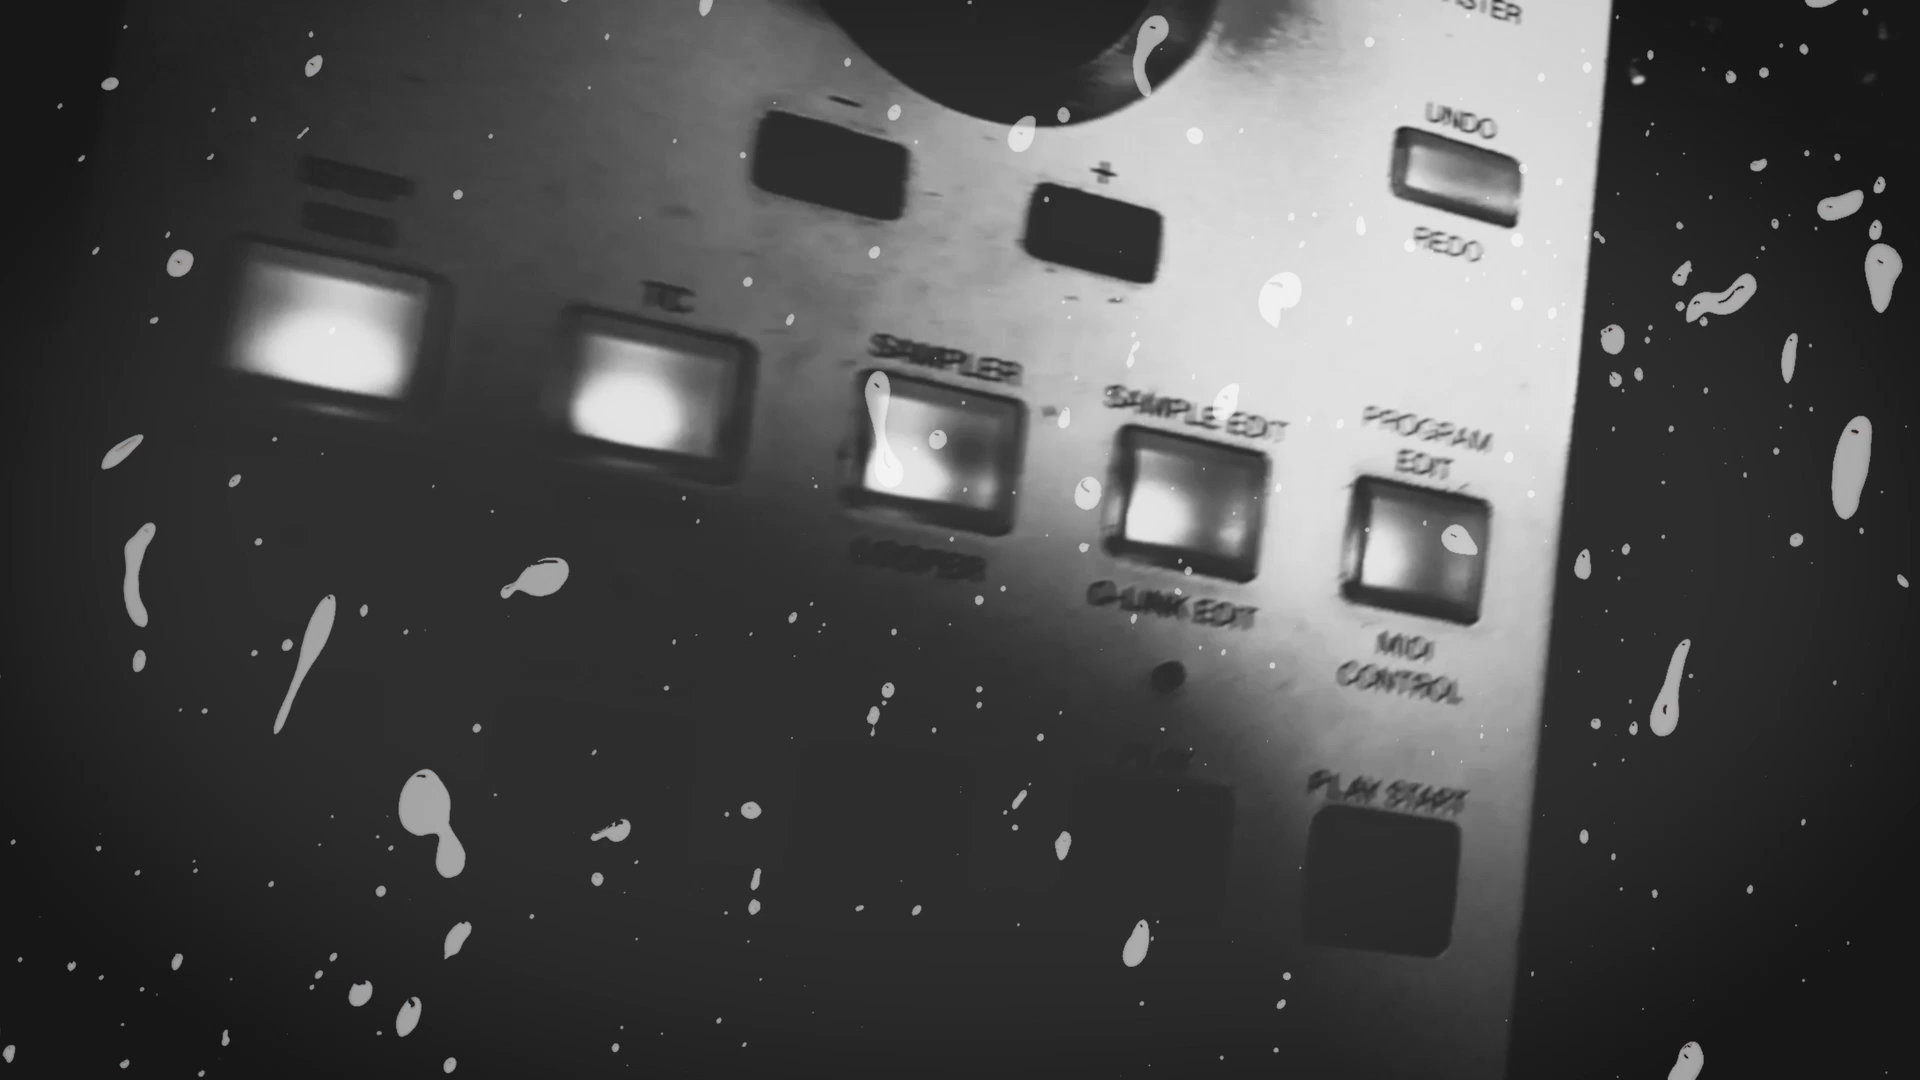 UNDO
REDO
-
+
SAMPLER
SAMPLE EDIT
PROGRAM
EDIT
LOOPER
Q-LINK EDIT
MIDI
CONTROL
PLAY START